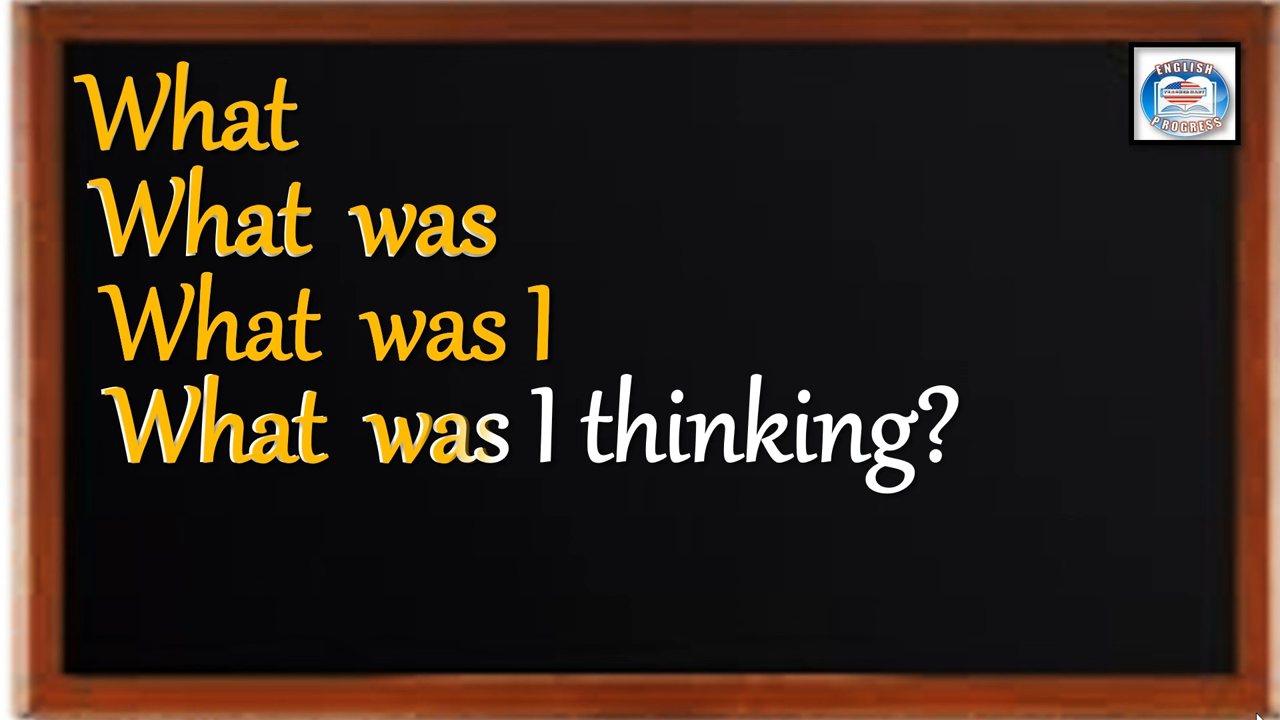 What
What was
What was I
What was I thinking?
ENGLISH
PROGRESS